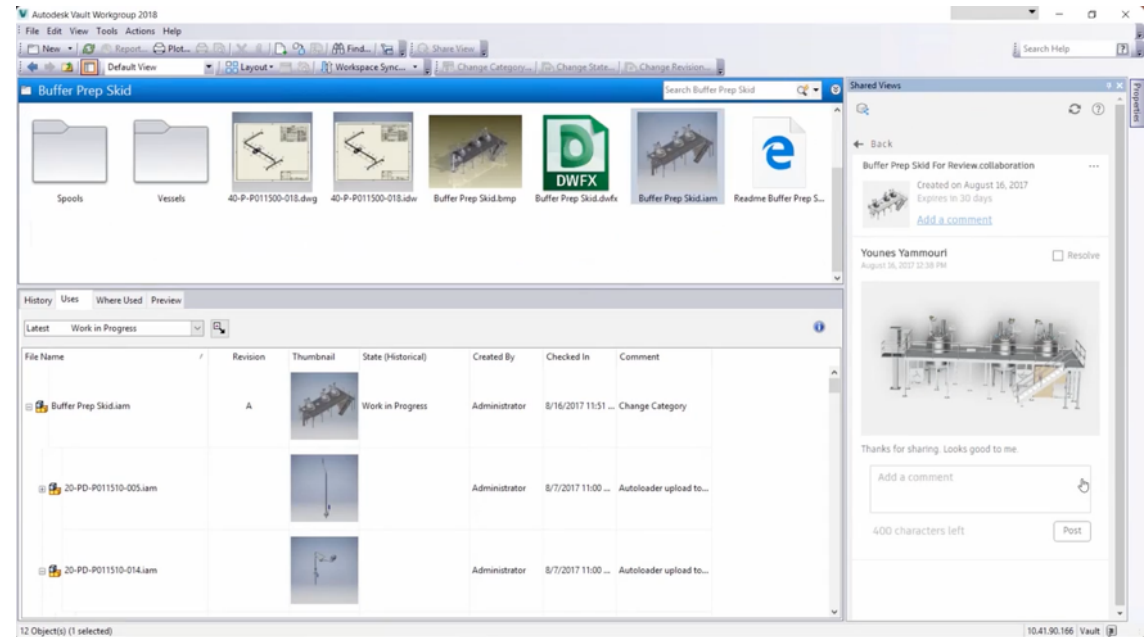 Autodesk Vault Workgroup 2018
File Edit View Tools Actions Help
New Report... Plot... Find... Share View Search Help
Default View Layout Workspace Sync... Change Category... Change State... Change Revision...
Buffer Prep Skid Search Buffer Prep Skid
DWFX
Spools Vessels 40-P-P011500-018.dwg 40-P-P011500-018.idw Buffer Prep Skid.bmp Buffer Prep Skid.dwfx Buffer Prep Skid.iam Readme Buffer Prep S...
History Uses Where Used Preview
Latest Work in Progress
File Name Revision Thumbnail State (Historical) Created By Checked In Comment
Buffer Prep Skid.iam A Work in Progress Administrator 8/16/2017 11:51 ... Change Category
20-PD-P011510-005.iam Administrator 8/7/2017 11:00 ... Autoloader upload to...
20-PD-P011510-014.iam Administrator 8/7/2017 11:00 ... Autoloader upload to...
Shared Views
Properties
Back
Buffer Prep Skid For Review.collaboration ...
Created on August 16, 2017
Expires in 30 days
Add a comment
Younes Yammouri Resolve
August 16, 2017 12:38 PM
Thanks for sharing. Looks good to me.
Add a comment
400 characters left Post
12 Object(s) (1 selected) 10.41.90.166 Vault